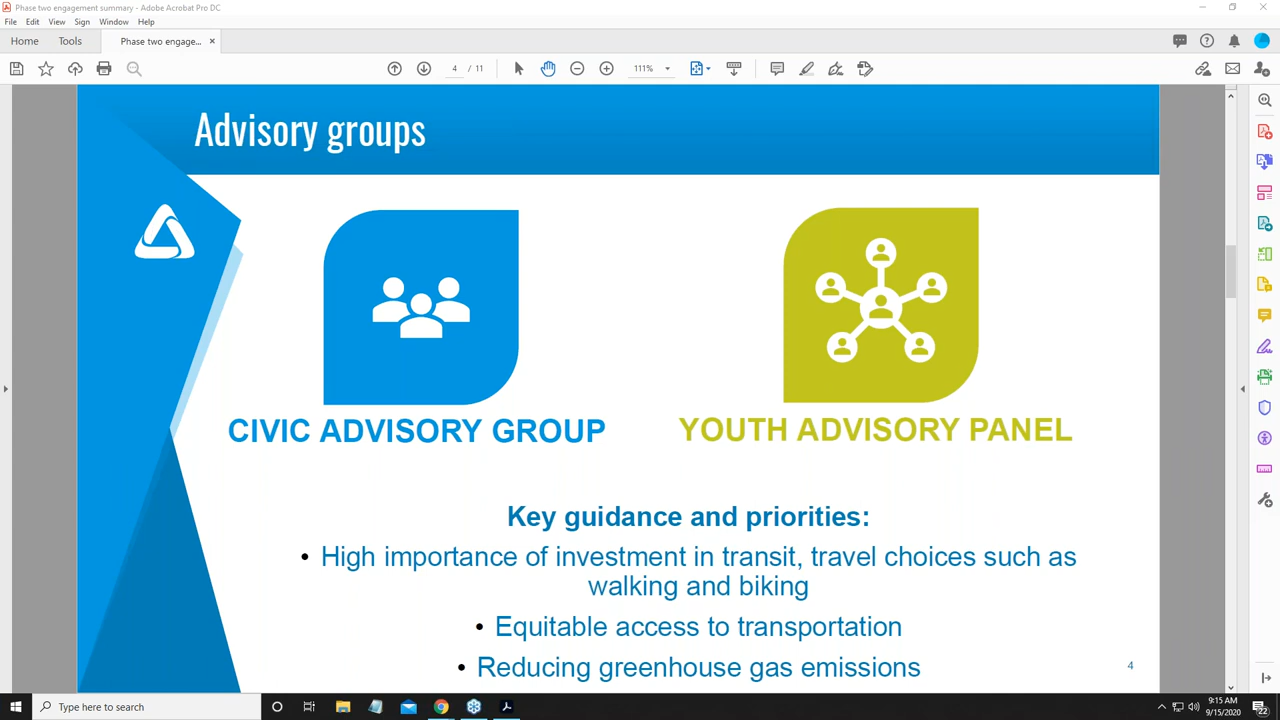 Phase two engagement summary - Adobe Acrobat Pro DC
File Edit View Sign Window Help
Home Tools Phase two engage... ×
4 / 11 111%
Advisory groups
CIVIC ADVISORY GROUP
YOUTH ADVISORY PANEL
Key guidance and priorities:
• High importance of investment in transit, travel choices such as
walking and biking
• Equitable access to transportation
• Reducing greenhouse gas emissions
4
Type here to search
9:15 AM
9/15/2020
22